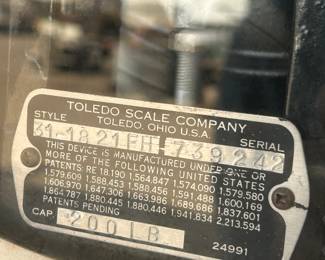 TOLEDO SCALE COMPANY
TOLEDO, OHIO U.S.A.
STYLE SERIAL
31-1821FH 739242
THIS DEVICE IS MANUFACTURED UNDER ONE OR
MORE OF THE FOLLOWING UNITED STATES
PATENTS. RE 18,190 1,564,847 1,574,090 1,579,580
1,579,609 1,588,453 1,580,456 1,591,488 1,600,169
1,606,970 1,647,306 1,663,986 1,689,686 1,837,601
1,864,787 1,880,445 1,880,446 1,941,834 2,213,594
PATENTS PENDING
CAP. 200 LB
24991